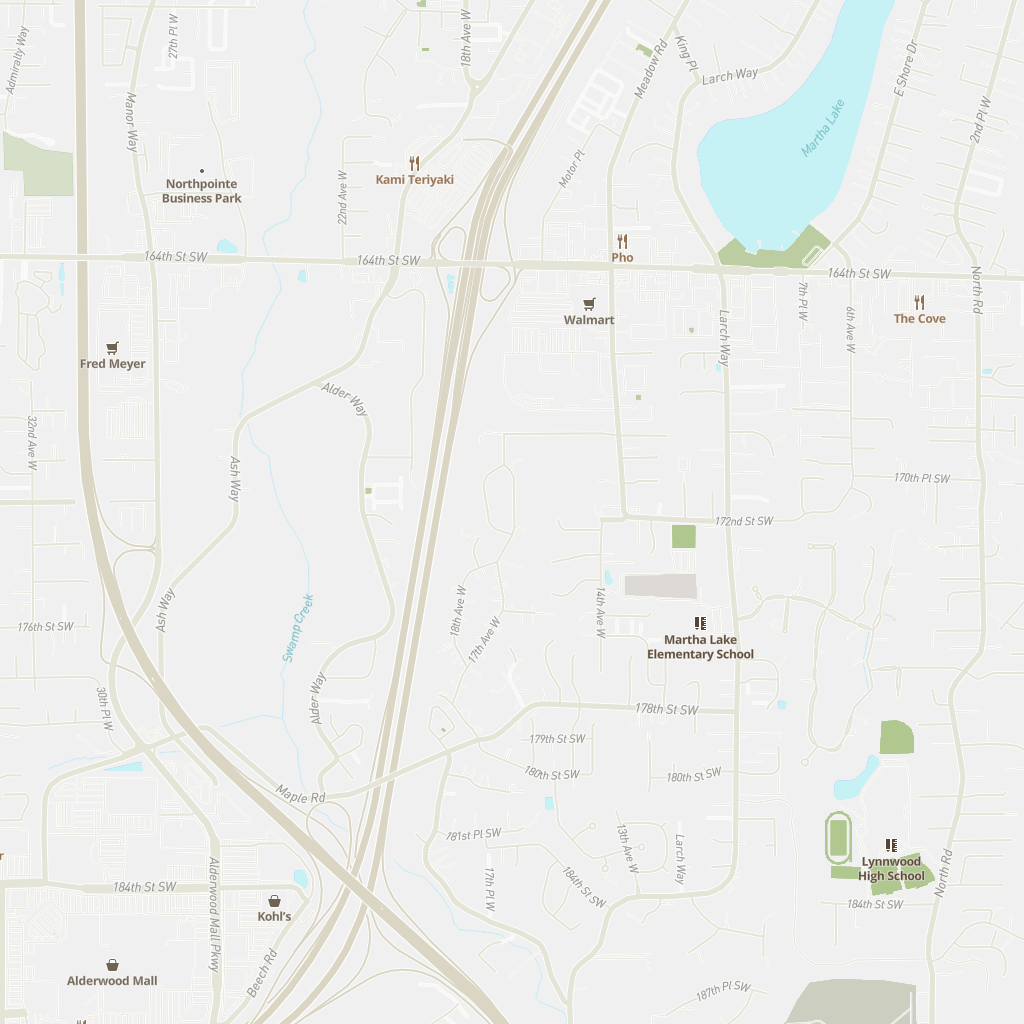 Admiralty Way
27th Pl W
18th Ave W
Meadow Rd
King Pl
Larch Way
E Shore Dr
2nd Pl W
Manor Way
Martha Lake
Northpointe
Business Park
Kami Teriyaki
22nd Ave W
Motor Pl
164th St SW
164th St SW
Pho
164th St SW
North Rd
Walmart
7th Pl W
6th Ave W
The Cove
Larch Way
Fred Meyer
Alder Way
32nd Ave W
Ash Way
170th Pl SW
172nd St SW
Ash Way
Swamp Creek
18th Ave W
17th Ave W
14th Ave W
Martha Lake
Elementary School
176th St SW
30th Pl W
Alder Way
178th St SW
179th St SW
180th St SW
180th St SW
Maple Rd
781st Pl SW
13th Ave W
Larch Way
Lynnwood
High School
184th St SW
17th Pl W
184th St SW
184th St SW
North Rd
Alderwood Mall Pkwy
Kohl's
Beech Rd
Alderwood Mall
187th Pl SW
r